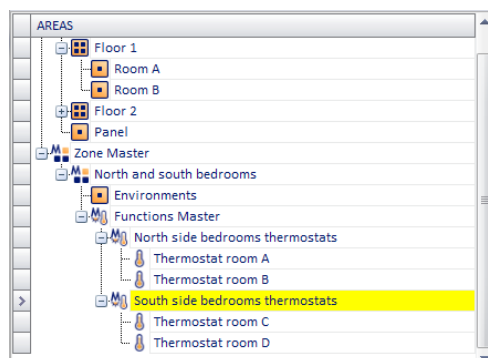 AREAS
Floor 1
Room A
Room B
Floor 2
Panel
Zone Master
North and south bedrooms
Environments
Functions Master
North side bedrooms thermostats
Thermostat room A
Thermostat room B
South side bedrooms thermostats
Thermostat room C
Thermostat room D